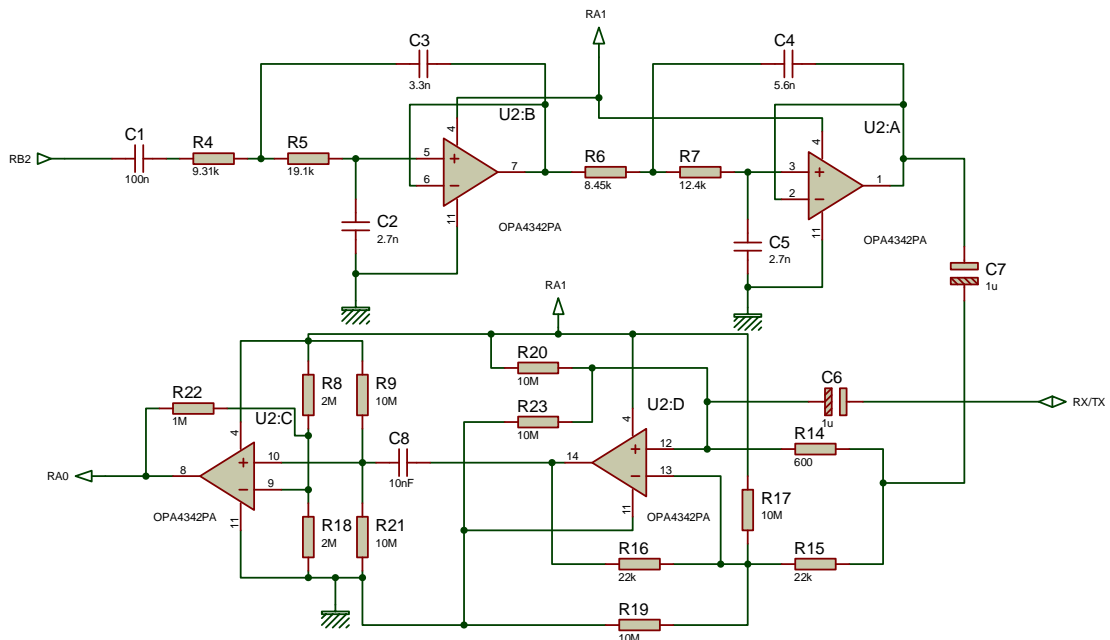 RA1
C3
3.3n
C4
5.6n
U2:B
U2:A
4
4
C1
100n
R4
9.31k
R5
19.1k
RB2
5
6
7
R6
8.45k
R7
12.4k
3
2
1
11
11
C2
2.7n
OPA4342PA
C5
2.7n
OPA4342PA
C7
1u
RA1
R20
10M
R22
1M
R8
2M
R9
10M
R23
10M
U2:C
U2:D
C6
1u
RX/TX
4
4
C8
10nF
12
13
14
R14
600
RA0
8
10
9
11
11
OPA4342PA
OPA4342PA
R17
10M
R18
2M
R21
10M
R16
22k
R15
22k
R19
10M